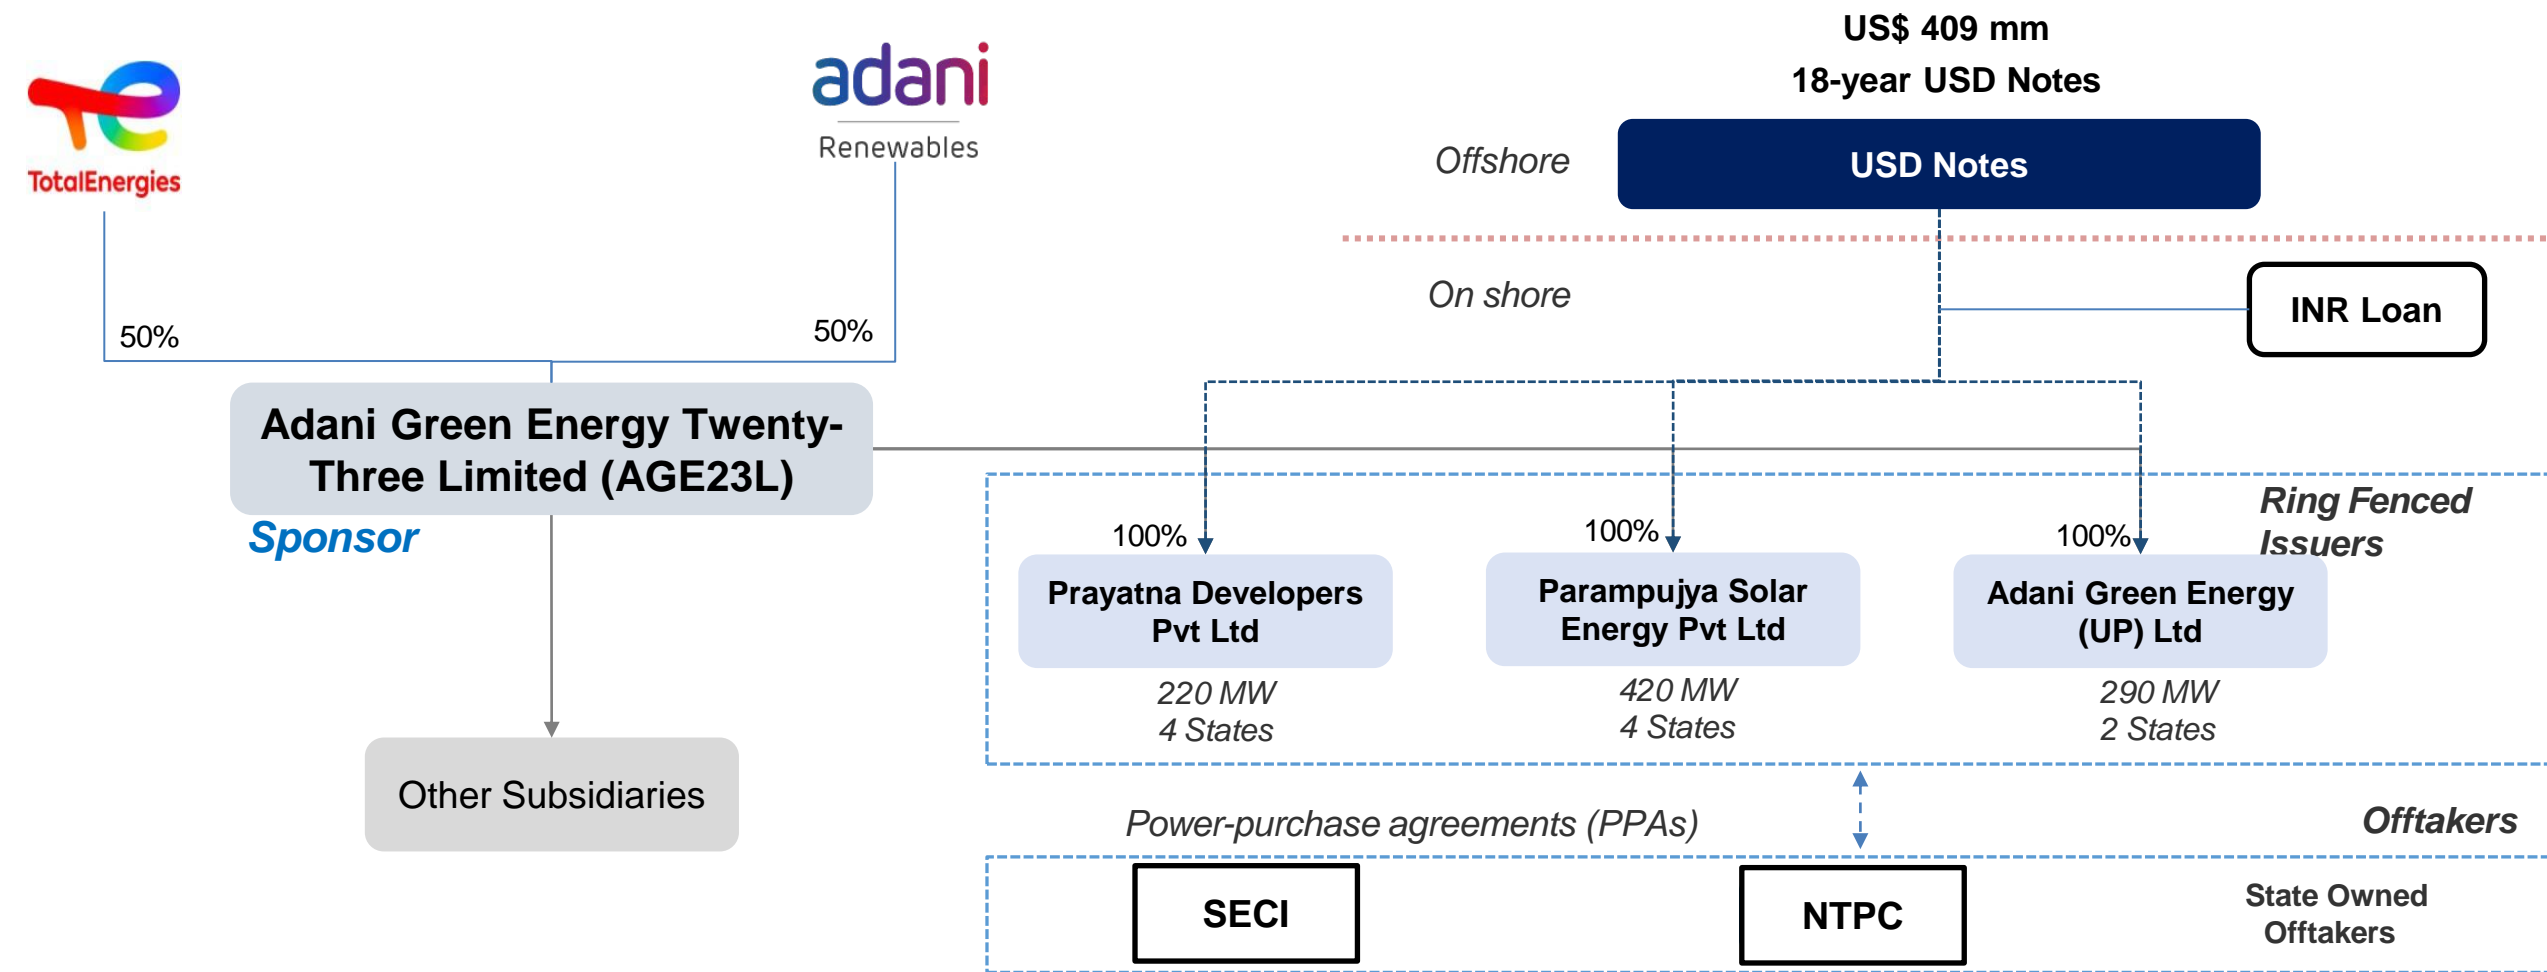 TotalEnergies
adani
Renewables
50%
50%
Adani Green Energy Twenty-
Three Limited (AGE23L)
Sponsor
Other Subsidiaries
US$ 409 mm
18-year USD Notes
Offshore
USD Notes
On shore
INR Loan
Ring Fenced
Issuers
100%
100%
100%
Prayatna Developers
Pvt Ltd
220 MW
4 States
Parampujya Solar
Energy Pvt Ltd
420 MW
4 States
Adani Green Energy
(UP) Ltd
290 MW
2 States
Power-purchase agreements (PPAs)
Offtakers
SECI
NTPC
State Owned
Offtakers